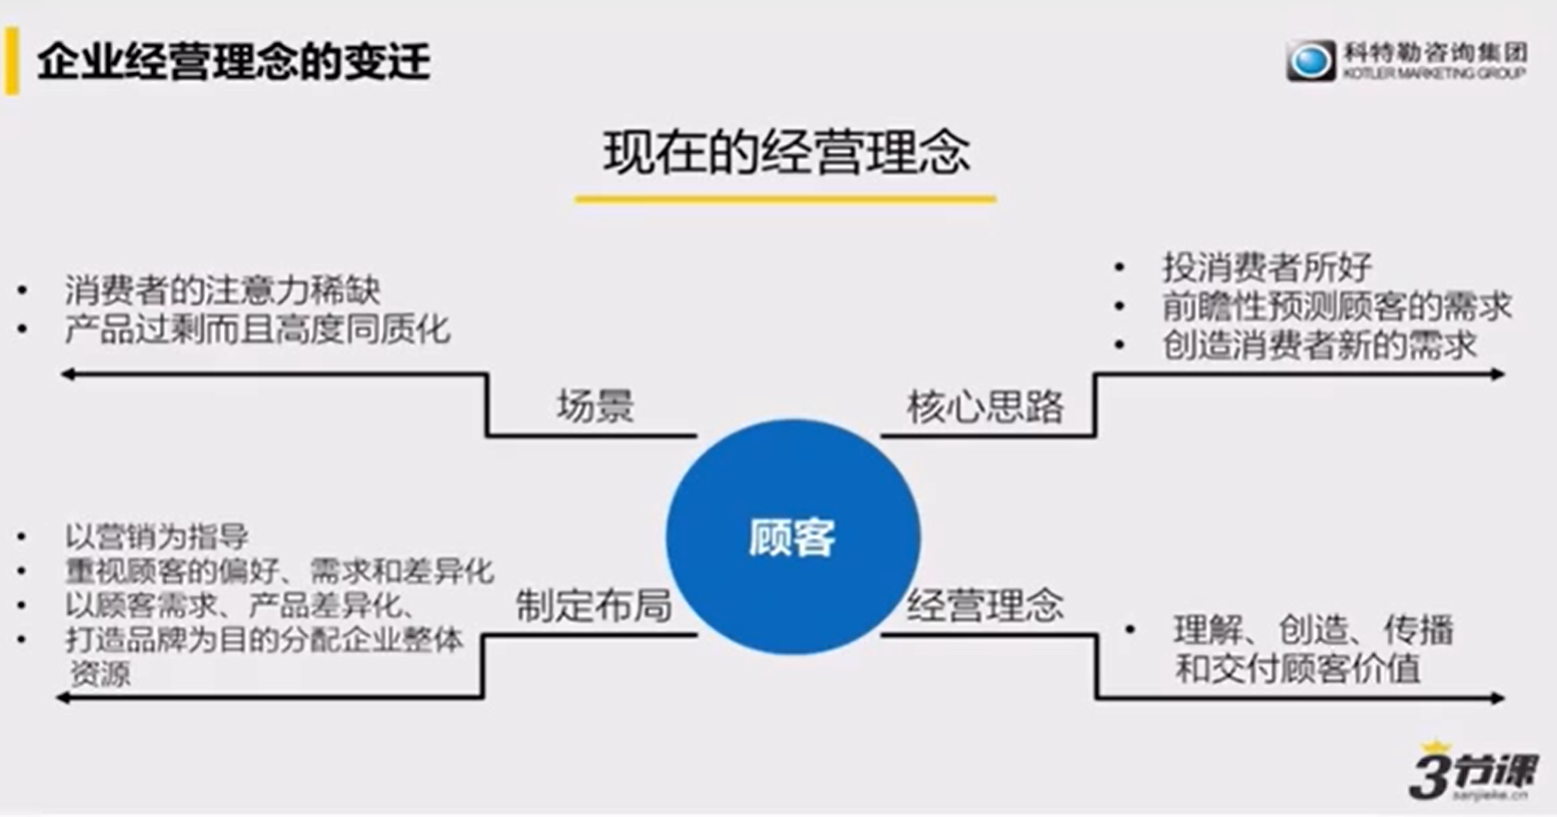 企业经营理念的变迁
科特勒咨询集团
KOTLER MARKETING GROUP
现在的经营理念
• 消费者的注意力稀缺
• 产品过剩而且高度同质化
场景
• 投消费者所好
• 前瞻性预测顾客的需求
• 创造消费者新的需求
核心思路
顾客
• 以营销为指导
• 重视顾客的偏好、需求和差异化
• 以顾客需求、产品差异化、
• 打造品牌为目的分配企业整体
资源
制定布局
经营理念
• 理解、创造、传播
和交付顾客价值
3节课
sanjieke.cn